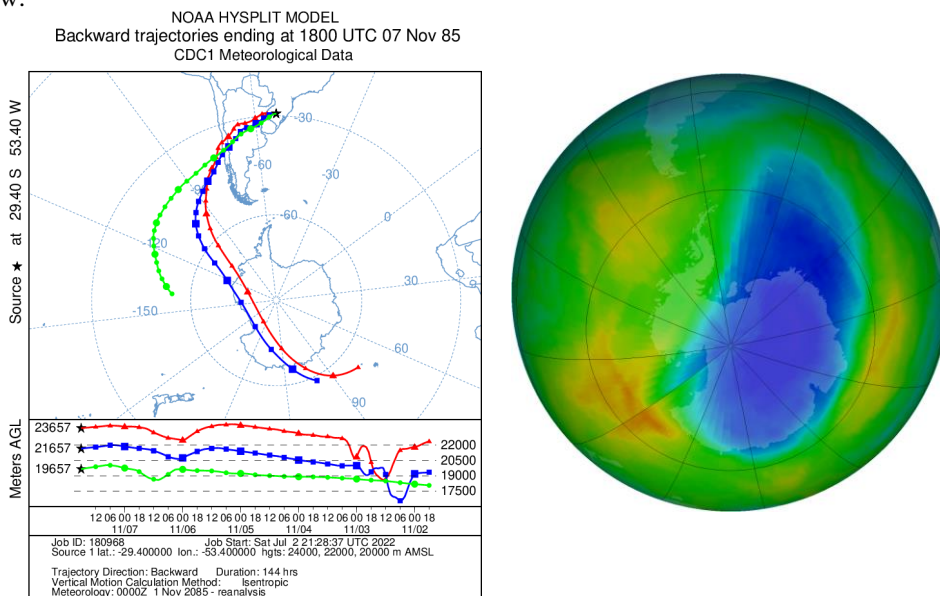 w.
NOAA HYSPLIT MODEL
Backward trajectories ending at 1800 UTC 07 Nov 85
CDC1 Meteorological Data
Source ★ at 29.40 S 53.40 W
-30
-60
-30
-90
-60
0
-120
30
-150
60
90
Meters AGL
23657
21657
19657
22000
20500
19000
17500
12 06 00 18 12 06 00 18 12 06 00 18 12 06 00 18 12 06 00 18 12 06 00 18
11/07 11/06 11/05 11/04 11/03 11/02
Job ID: 180968 Job Start: Sat Jul 2 21:28:37 UTC 2022
Source 1 lat.: -29.400000 lon.: -53.400000 hgts: 24000, 22000, 20000 m AMSL
Trajectory Direction: Backward Duration: 144 hrs
Vertical Motion Calculation Method: Isentropic
Meteorology: 0000Z 1 Nov 2085 - reanalysis